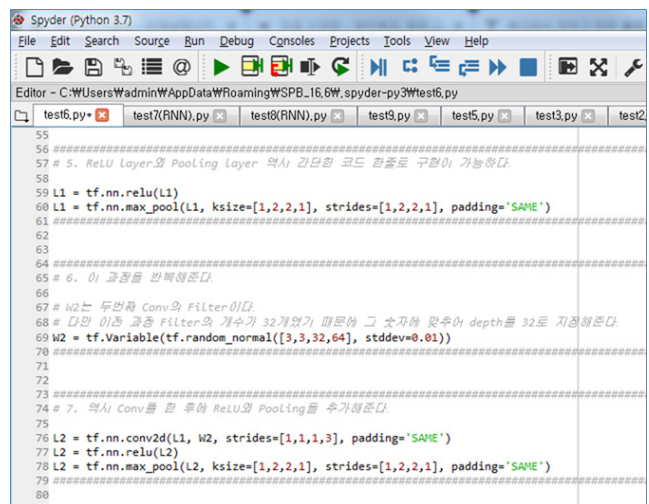 Spyder (Python 3.7)
File Edit Search Source Run Debug Consoles Projects Tools View Help
Editor - C:₩Users₩admin₩AppData₩Roaming₩SPB_16,6₩,spyder-py3₩test6,py
test6,py* test7(RNN),py test8(RNN),py test9,py test5,py test3,py test2,
55
56 ####################################################################################
57 # 5. ReLU layer와 Pooling layer 역시 간단한 코드 한줄로 구현이 가능하다.
58
59 L1 = tf.nn.relu(L1)
60 L1 = tf.nn.max_pool(L1, ksize=[1,2,2,1], strides=[1,2,2,1], padding='SAME')
61 ####################################################################################
62
63
64 ####################################################################################
65 # 6. 이 과정을 반복해준다.
66
67 # W2는 두번째 Conv의 Filter이다.
68 # 다만 이전 과정 Filter의 개수가 32개였기 때문에 그 숫자에 맞추어 depth를 32로 지정해준다.
69 W2 = tf.Variable(tf.random_normal([3,3,32,64], stddev=0.01))
70 ####################################################################################
71
72
73 ####################################################################################
74 # 7. 역시 Conv를 한 후에 ReLU와 Pooling을 추가해준다.
75
76 L2 = tf.nn.conv2d(L1, W2, strides=[1,1,1,3], padding='SAME')
77 L2 = tf.nn.relu(L2)
78 L2 = tf.nn.max_pool(L2, ksize=[1,2,2,1], strides=[1,2,2,1], padding='SAME')
79 ####################################################################################
80